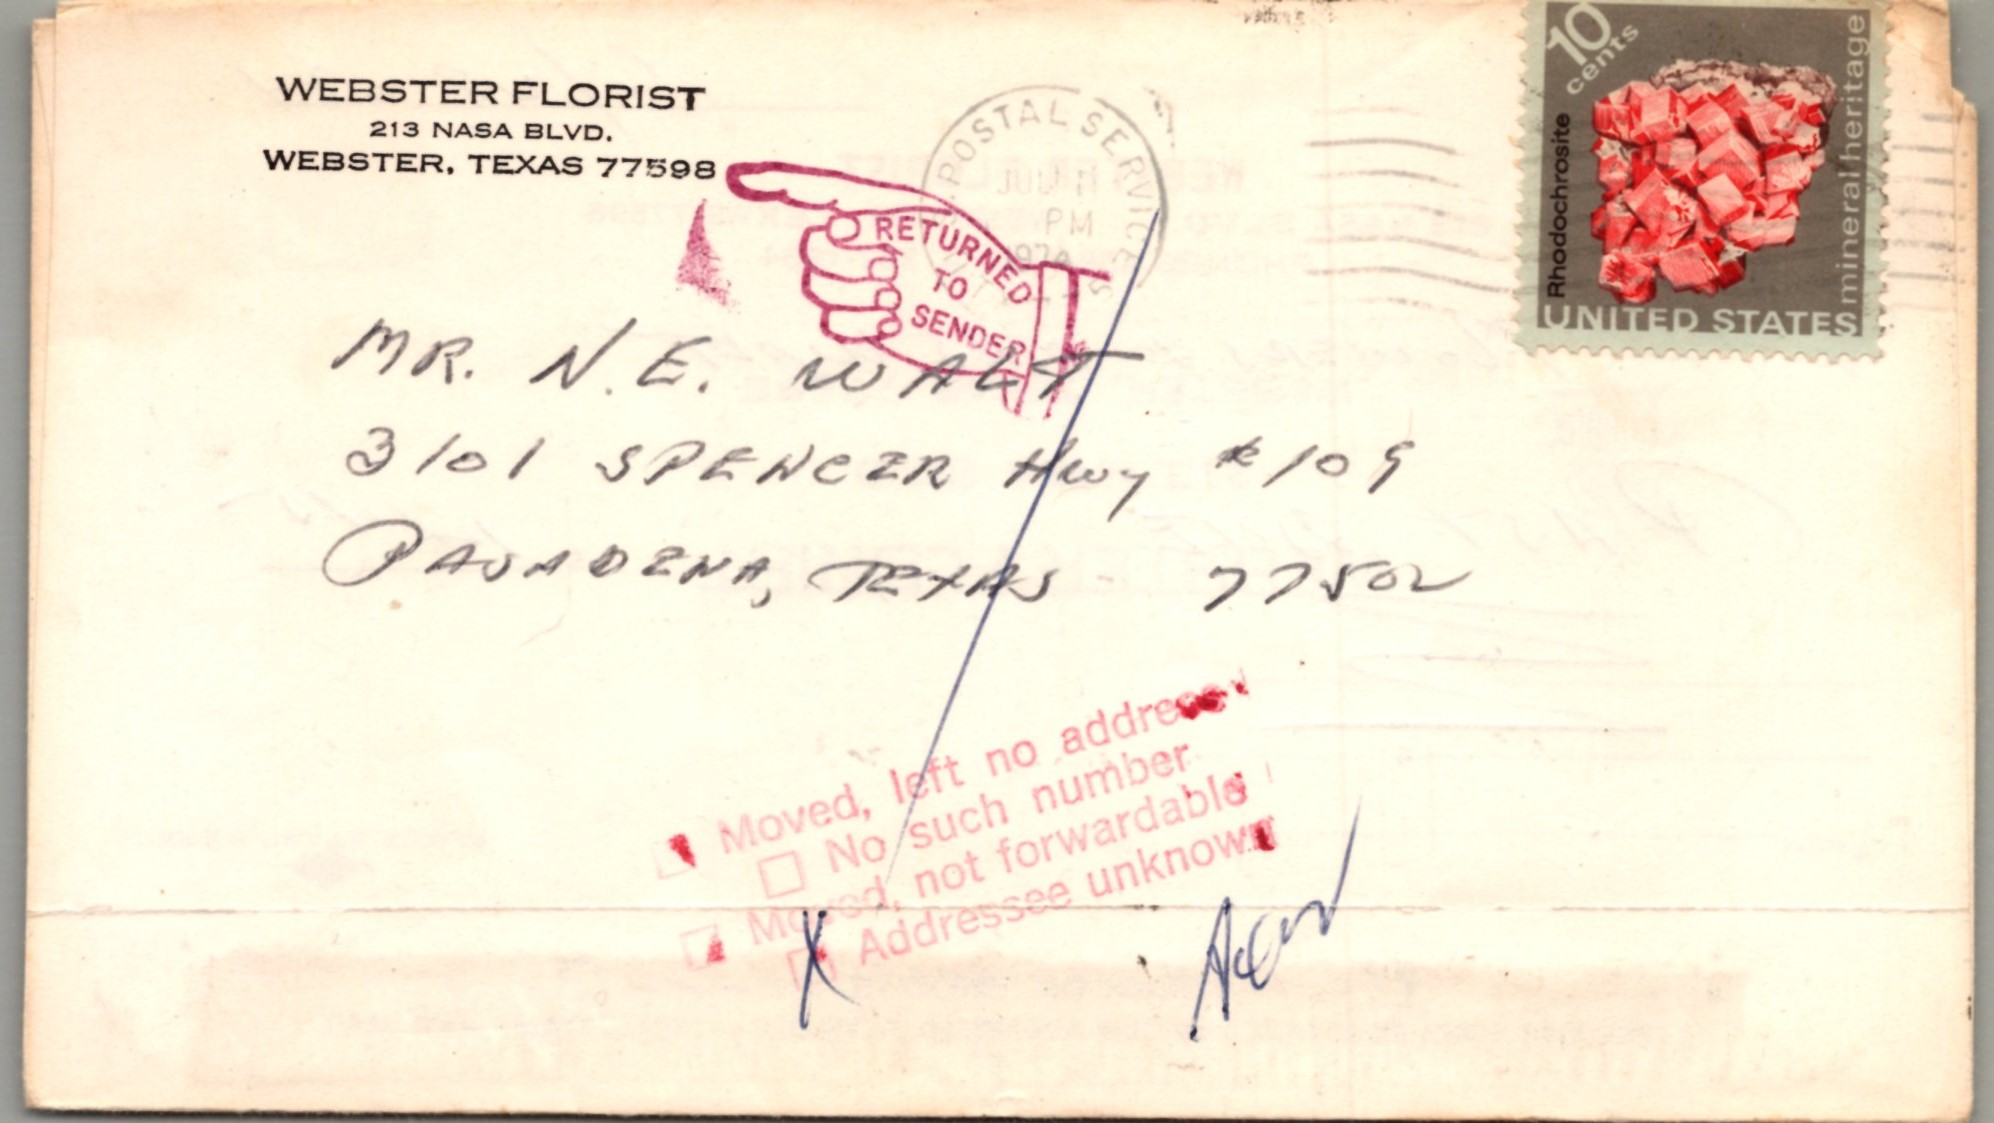 WEBSTER FLORIST
213 NASA BLVD.
WEBSTER, TEXAS 77598
POSTAL SERVICE
PM
RETURNED
TO
SENDER
10
cents
Rhodochrosite
mineral heritage
UNITED STATES
MR. N.E. WALT
3101 SPENCER HWY #109
PASADENA, TEXAS 77502
Moved, left no address
No such number
Moved, not forwardable
Addressee unknown
X